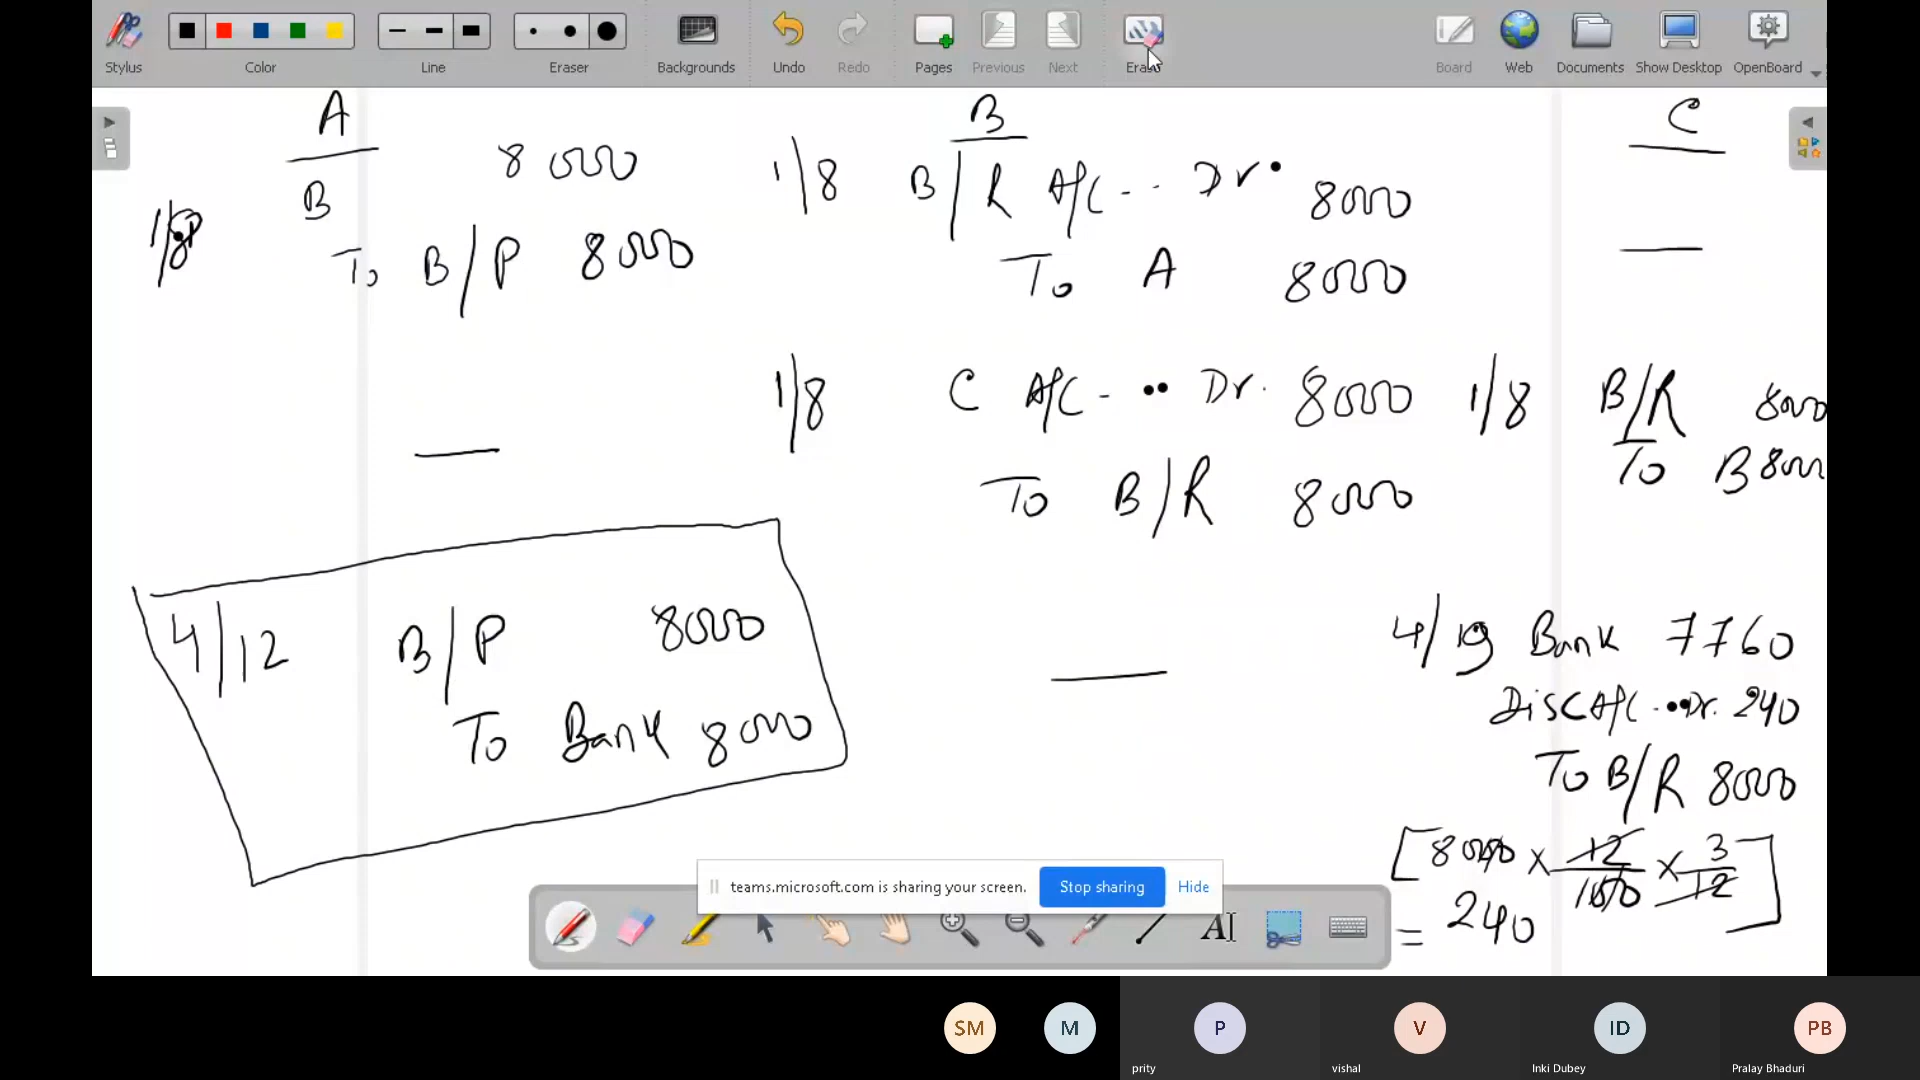 Stylus Color Line Eraser Backgrounds Undo Redo Pages Previous Next Erase Board Web Documents Show Desktop OpenBoard
A B C
B 8000
1/8
To B/P 8000
1/8 B/R A/C -- Dr. 8000
To A 8000
1/8 C A/C - Dr. 8000
To B/R 8000
1/8 B/R 8000
To B 8000
4/12 B/P 8000
To Bank 8000
Bank 7760
Disc A/C -- Dr. 240
To B/R 8000
[8000 x 12/100 x 3/12]
= 240
teams.microsoft.com is sharing your screen. Stop sharing Hide
AI
SM M P V ID PB
prity vishal Inki Dubey Pralay Bhaduri